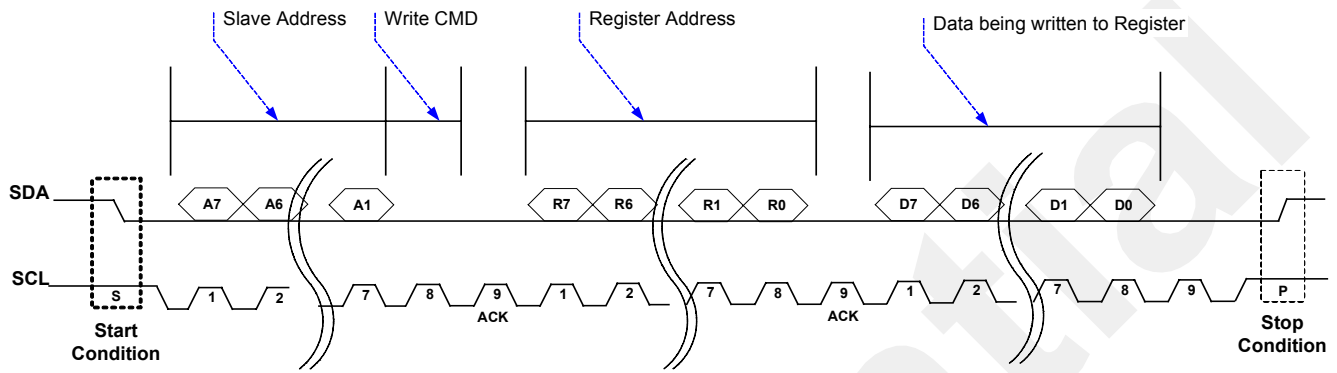 Slave Address
Write CMD
Register Address
Data being written to Register
SDA
A7 A6 A1 R7 R6 R1 R0 D7 D6 D1 D0
SCL
S 1 2 7 8 9 1 2 7 8 9 1 2 7 8 9 P
ACK ACK
Start
Condition
Stop
Condition